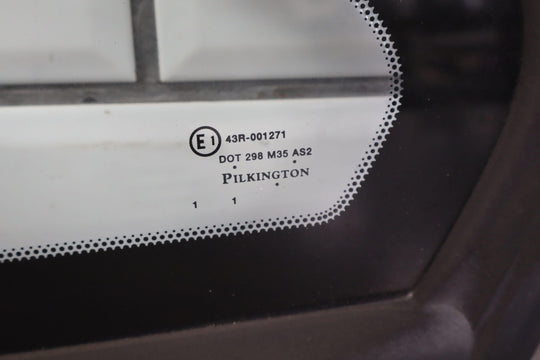 E1 43R-001271
DOT 298 M35 AS2
PILKINGTON
1 1